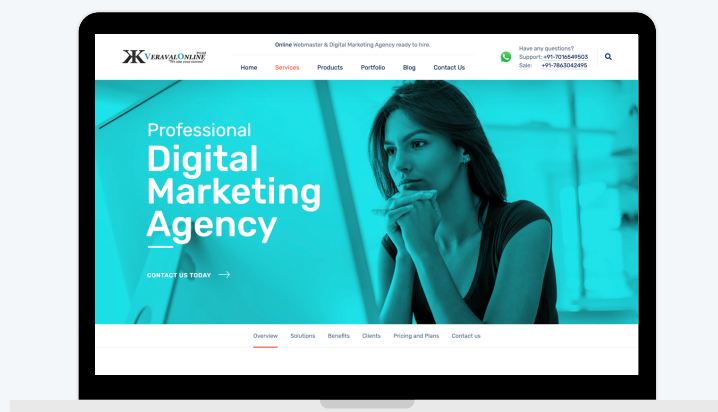 Online Webmaster & Digital Marketing Agency ready to hire.
VERAVALONLINE
Home Services Products Portfolio Blog Contact Us
Have any questions?
Support: +91-7016549503
Sale: +91-7863042495
Professional
Digital
Marketing
Agency
CONTACT US TODAY
Overview Solutions Benefits Clients Pricing and Plans Contact us